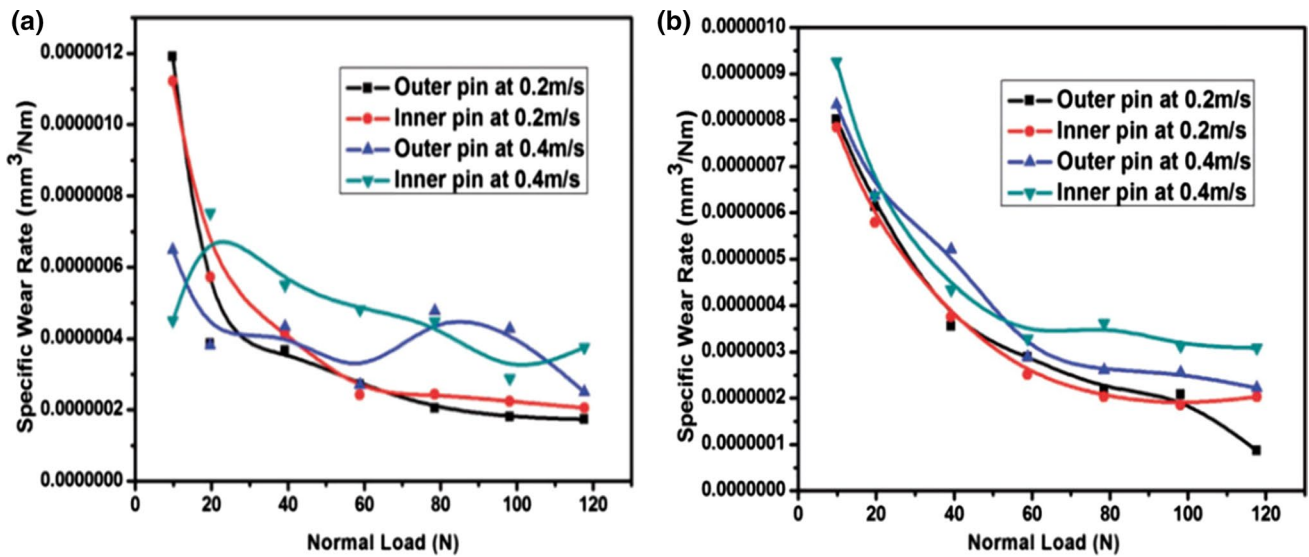 (a)
Specific Wear Rate (mm³/Nm)
0.0000012
0.0000010
0.0000008
0.0000006
0.0000004
0.0000002
0.0000000
Outer pin at 0.2m/s
Inner pin at 0.2m/s
Outer pin at 0.4m/s
Inner pin at 0.4m/s
0 20 40 60 80 100 120
Normal Load (N)
(b)
Specific Wear Rate (mm³/Nm)
0.0000010
0.0000009
0.0000008
0.0000007
0.0000006
0.0000005
0.0000004
0.0000003
0.0000002
0.0000001
0.0000000
Outer pin at 0.2m/s
Inner pin at 0.2m/s
Outer pin at 0.4m/s
Inner pin at 0.4m/s
0 20 40 60 80 100 120
Normal Load (N)